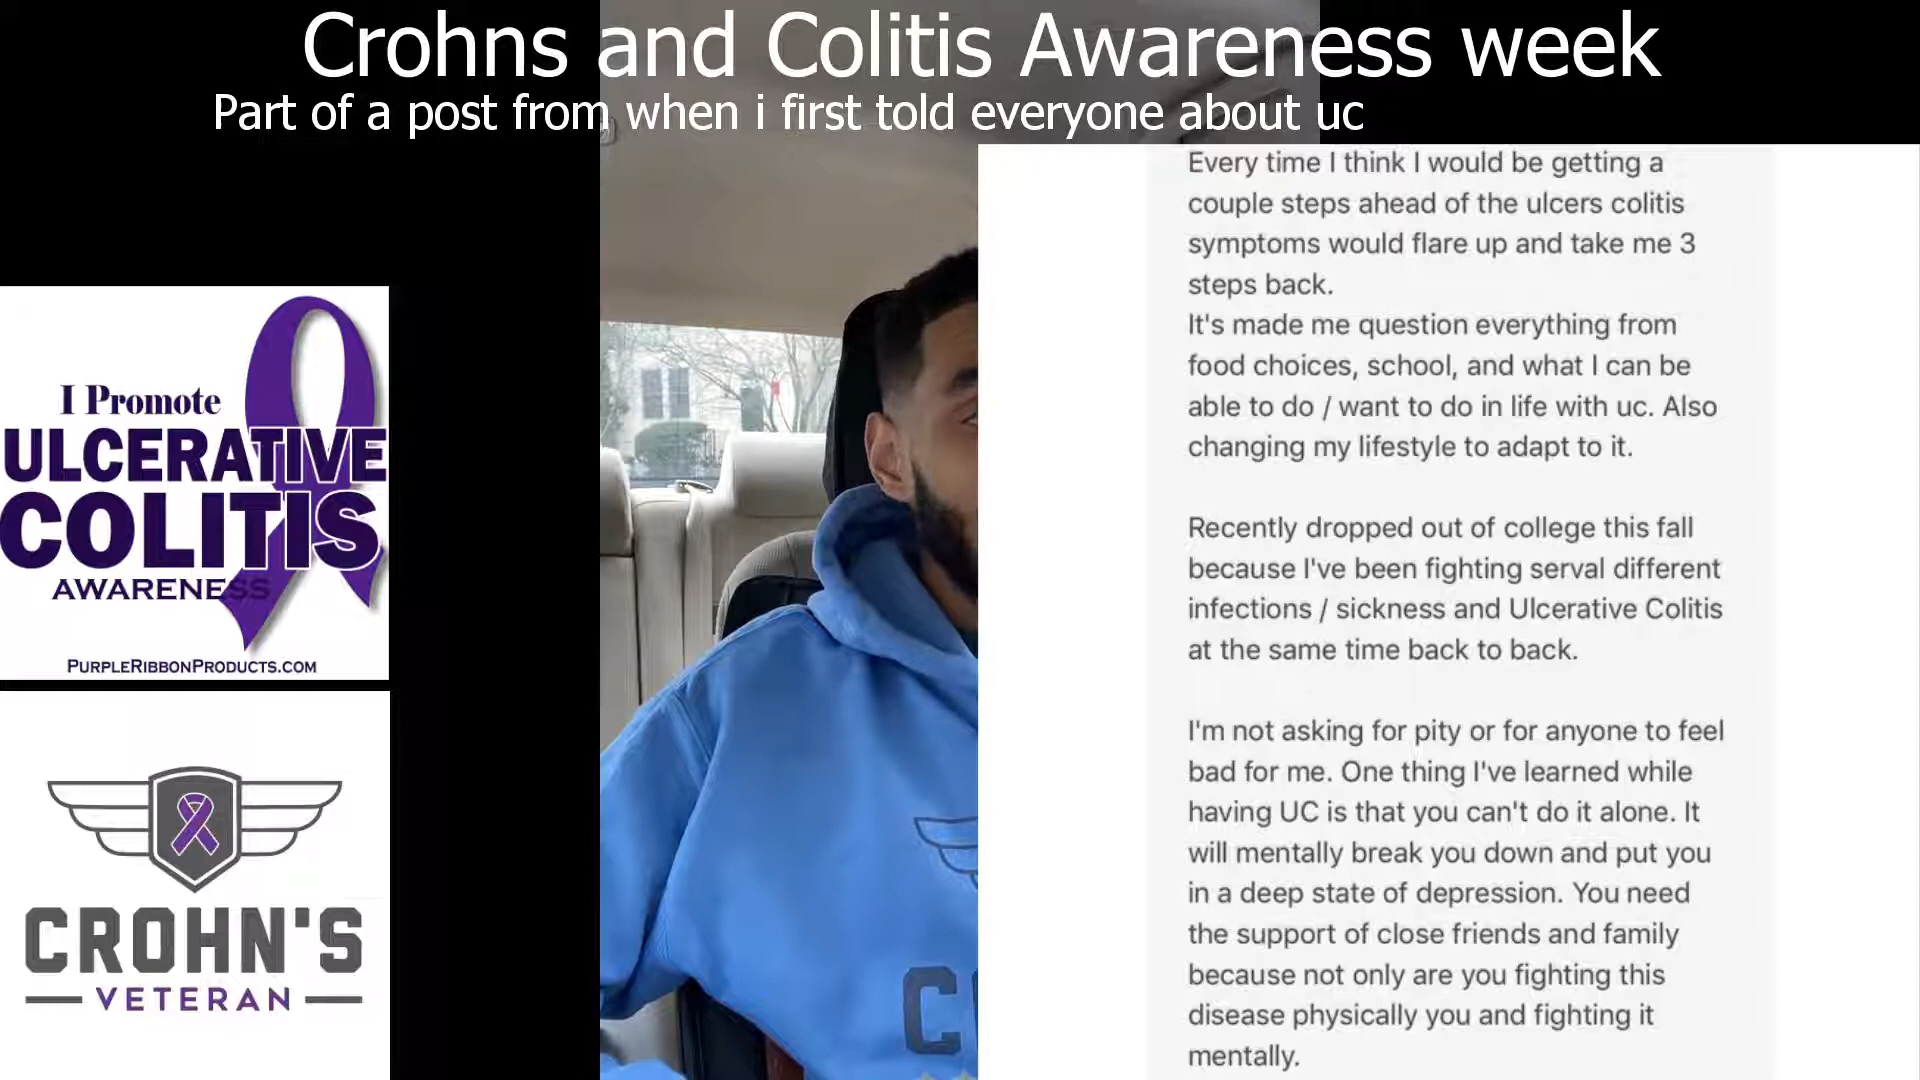 Crohns and Colitis Awareness week
Part of a post from when i first told everyone about uc
I Promote
ULCERATIVE
COLITIS
AWARENESS
PURPLERIBBONPRODUCTS.COM
CROHN'S
VETERAN
C
Every time I think I would be getting a
couple steps ahead of the ulcers colitis
symptoms would flare up and take me 3
steps back.
It's made me question everything from
food choices, school, and what I can be
able to do / want to do in life with uc. Also
changing my lifestyle to adapt to it.
Recently dropped out of college this fall
because I've been fighting serval different
infections / sickness and Ulcerative Colitis
at the same time back to back.
I'm not asking for pity or for anyone to feel
bad for me. One thing I've learned while
having UC is that you can't do it alone. It
will mentally break you down and put you
in a deep state of depression. You need
the support of close friends and family
because not only are you fighting this
disease physically you and fighting it
mentally.